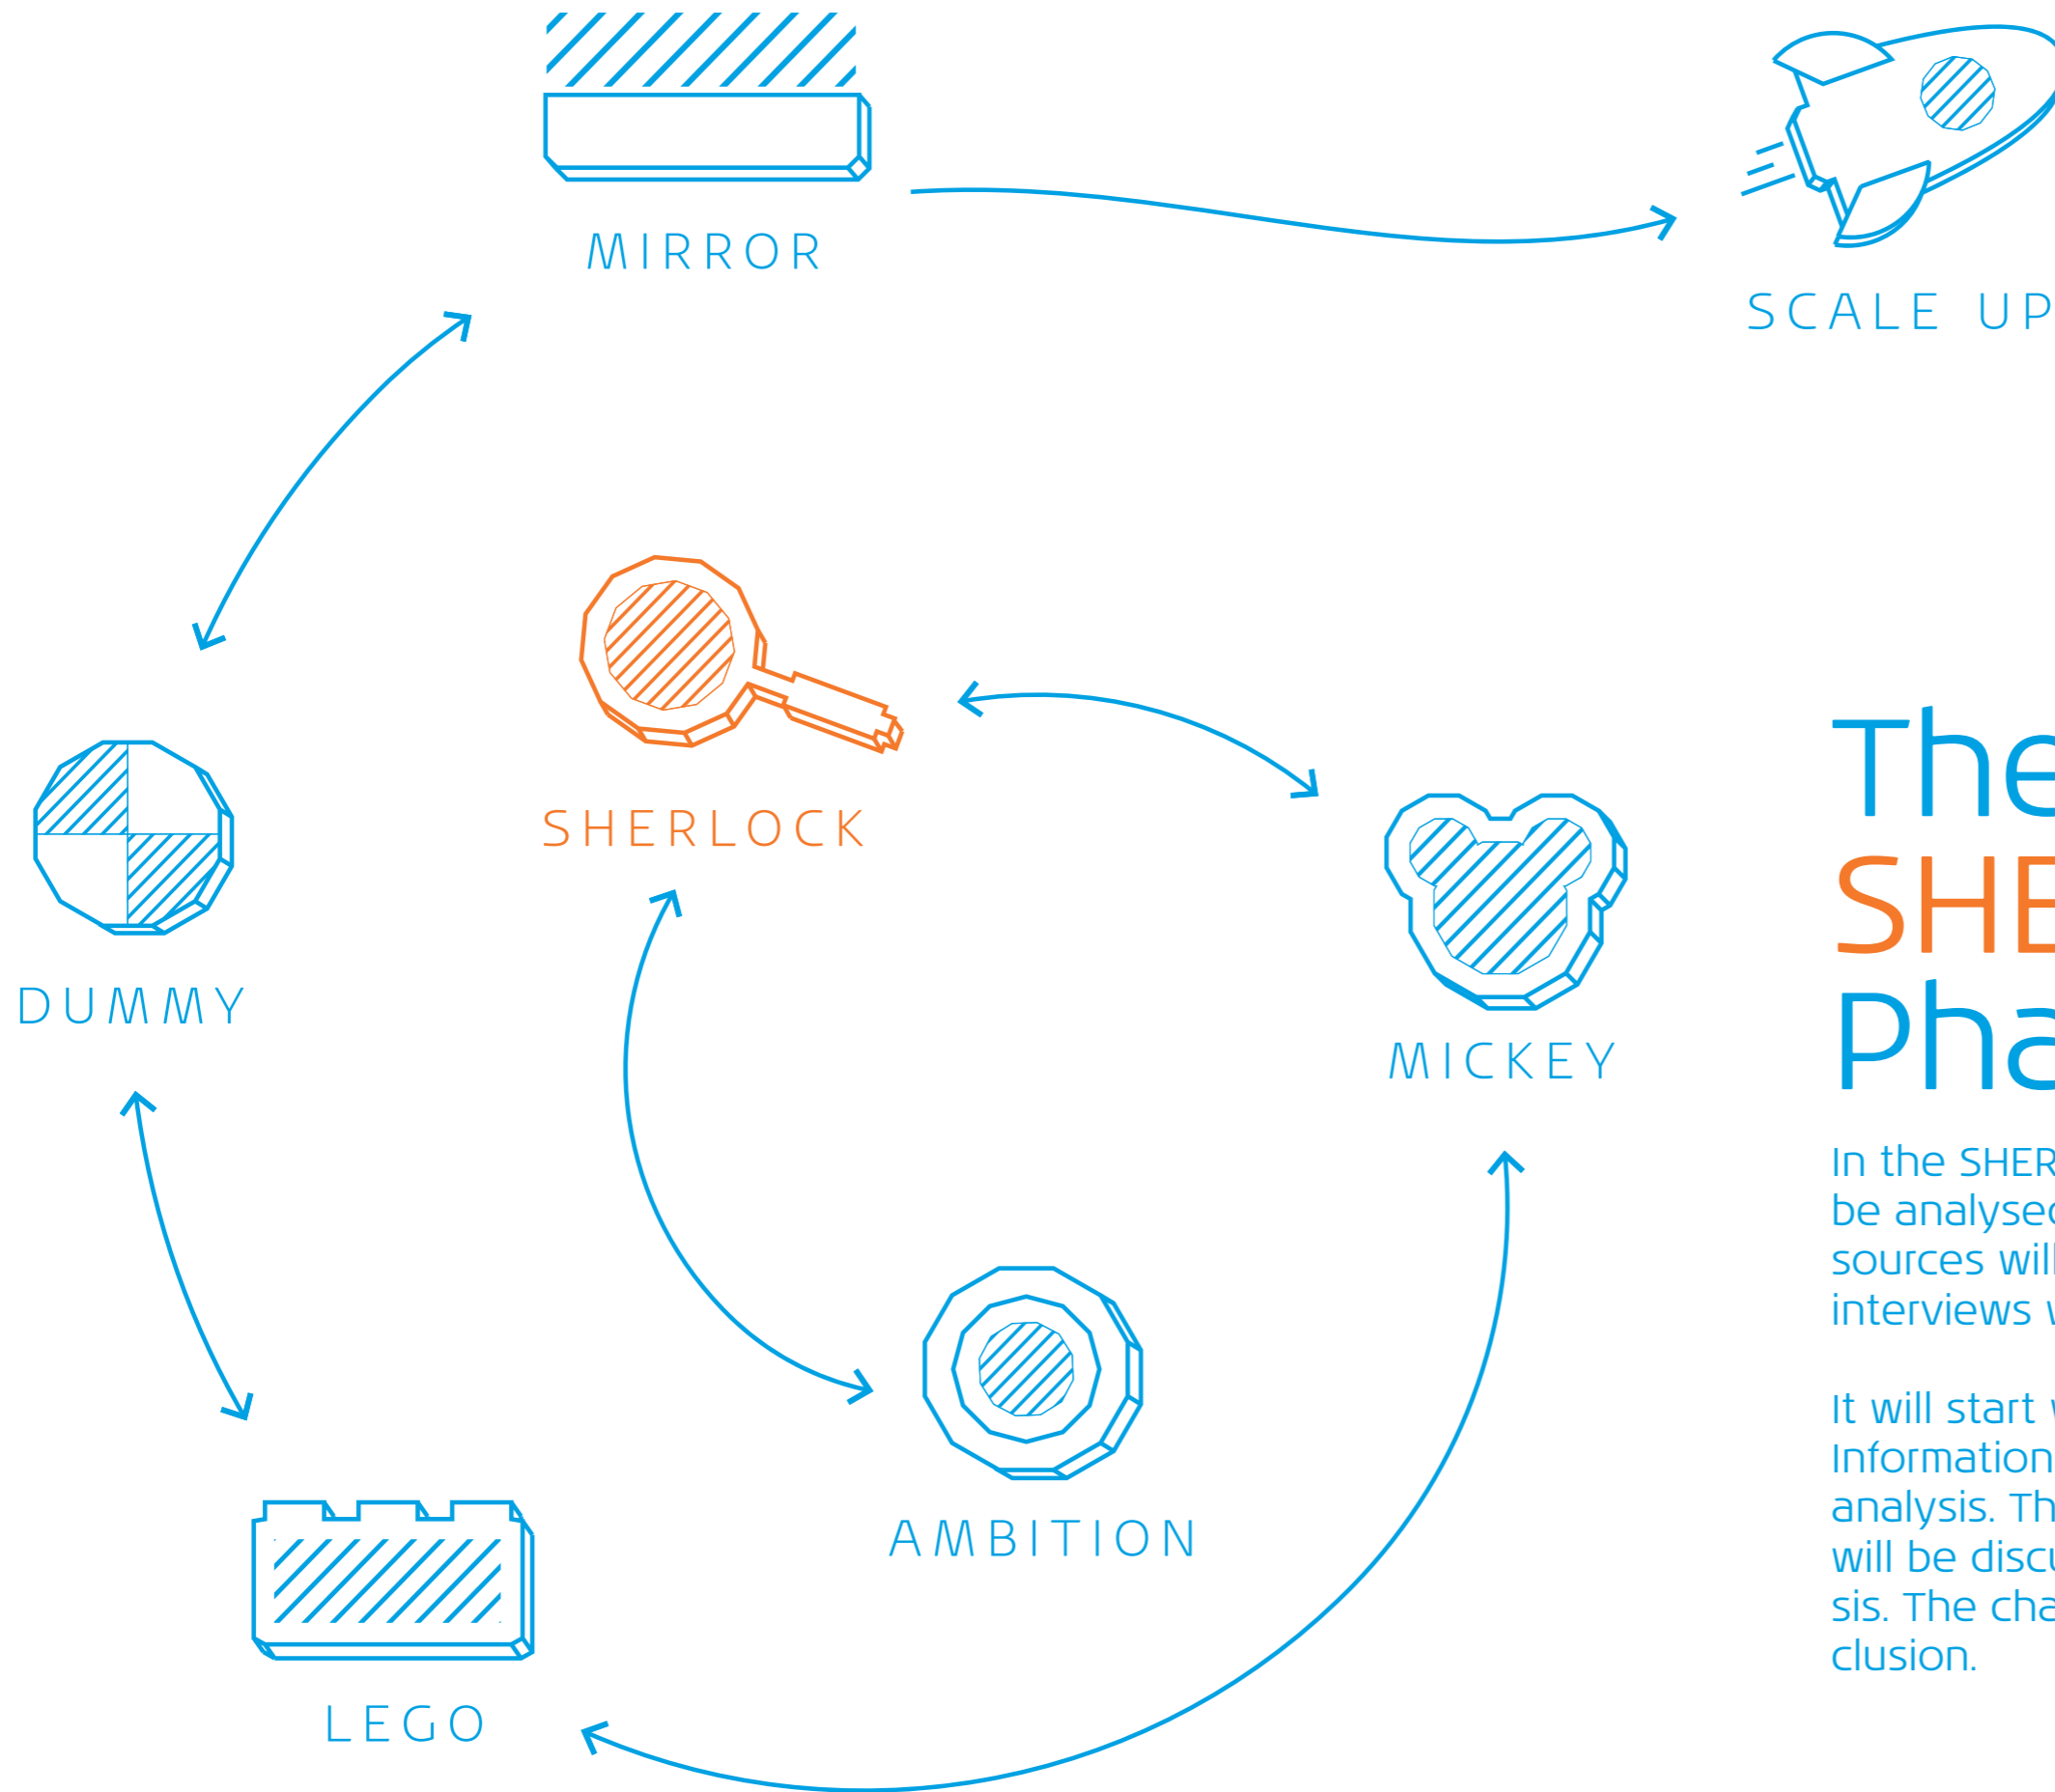 MIRROR
SCALE UP
SHERLOCK
DUMMY
MICKEY
AMBITION
LEGO
The
SHE
Pha
In the SHER
be analysed
sources will
interviews
It will start
Information
analysis. Th
will be discu
sis. The cha
clusion.